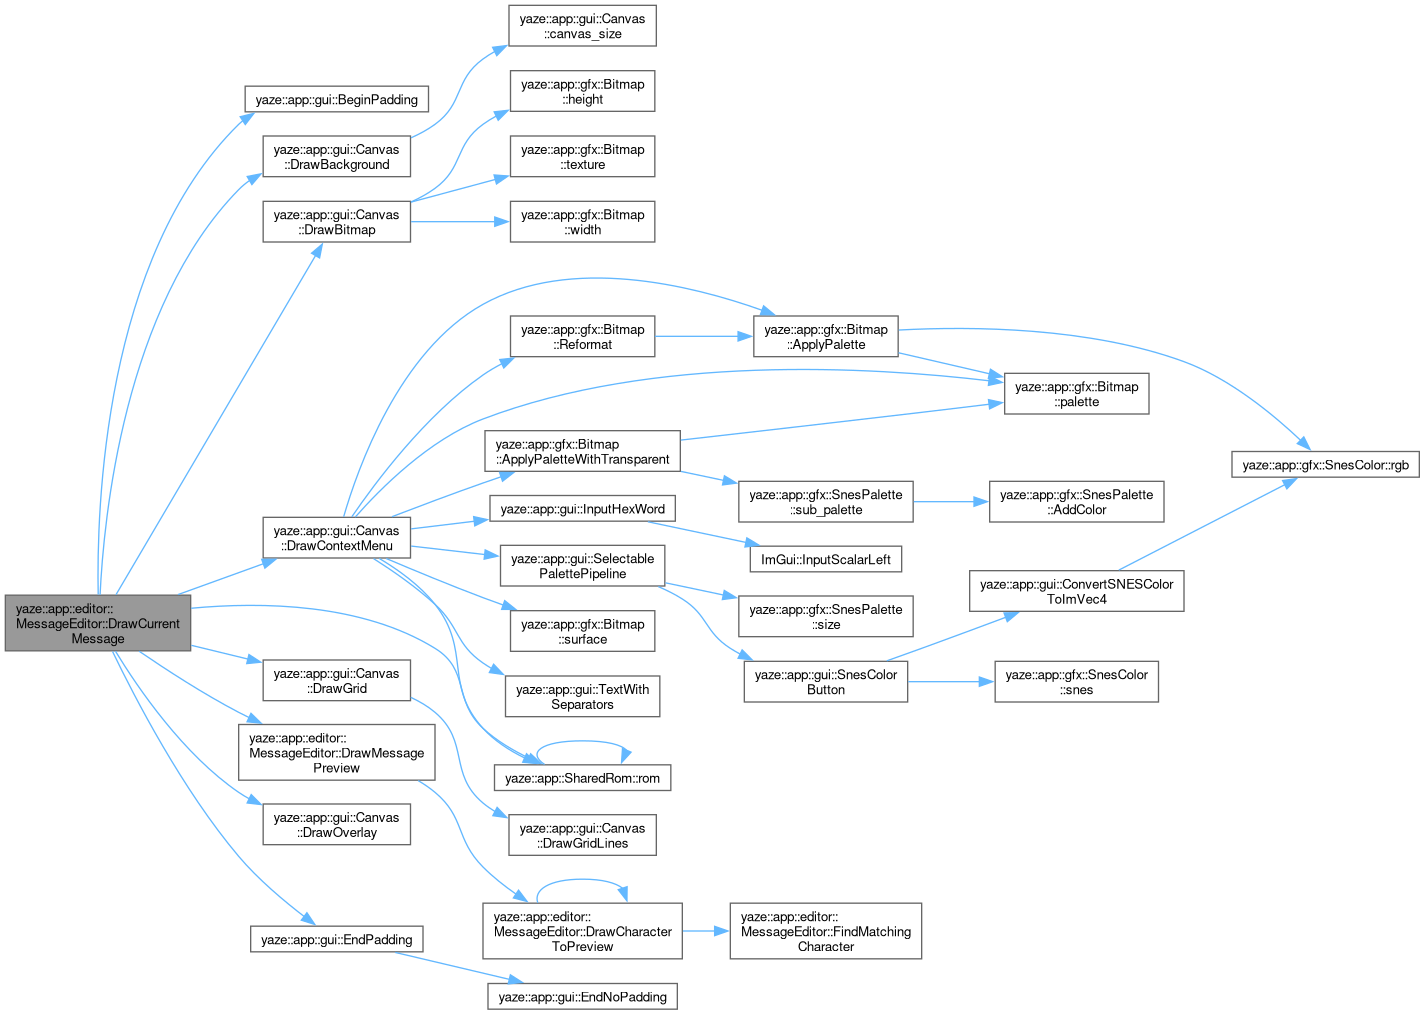 yaze::app::editor::
MessageEditor::DrawCurrent
Message
yaze::app::gui::BeginPadding
yaze::app::gui::Canvas
::DrawBackground
yaze::app::gui::Canvas
::DrawBitmap
yaze::app::gui::Canvas
::DrawContextMenu
yaze::app::gui::Canvas
::DrawGrid
yaze::app::editor::
MessageEditor::DrawMessage
Preview
yaze::app::gui::Canvas
::DrawOverlay
yaze::app::gui::EndPadding
yaze::app::gui::Canvas
::canvas_size
yaze::app::gfx::Bitmap
::height
yaze::app::gfx::Bitmap
::texture
yaze::app::gfx::Bitmap
::width
yaze::app::gfx::Bitmap
::Reformat
yaze::app::gfx::Bitmap
::ApplyPaletteWithTransparent
yaze::app::gui::InputHexWord
yaze::app::gui::Selectable
PalettePipeline
yaze::app::gfx::Bitmap
::surface
yaze::app::gui::TextWith
Separators
yaze::app::SharedRom::rom
yaze::app::gui::Canvas
::DrawGridLines
yaze::app::editor::
MessageEditor::DrawCharacter
ToPreview
yaze::app::gui::EndNoPadding
yaze::app::gfx::Bitmap
::ApplyPalette
yaze::app::gfx::SnesPalette
::sub_palette
ImGui::InputScalarLeft
yaze::app::gfx::SnesPalette
::size
yaze::app::gui::SnesColor
Button
yaze::app::editor::
MessageEditor::FindMatching
Character
yaze::app::gfx::Bitmap
::palette
yaze::app::gfx::SnesPalette
::AddColor
yaze::app::gui::ConvertSNESColor
ToImVec4
yaze::app::gfx::SnesColor
::snes
yaze::app::gfx::SnesColor::rgb